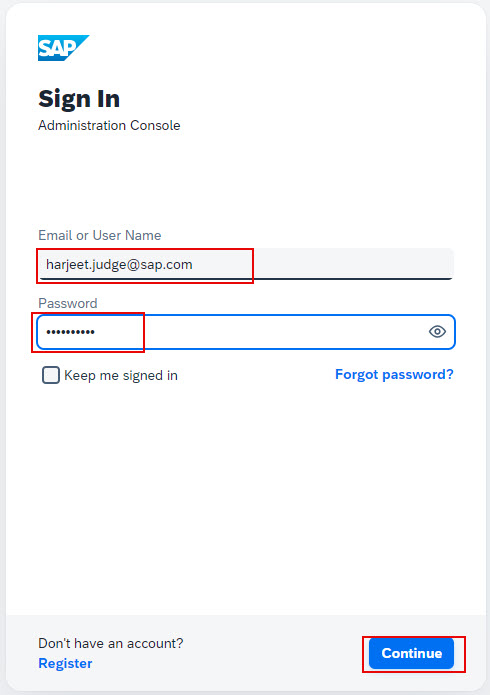 SAP
Sign In
Administration Console
Email or User Name
harjeet.judge@sap.com
Password
••••••••••
Keep me signed in
Forgot password?
Don't have an account?
Register
Continue